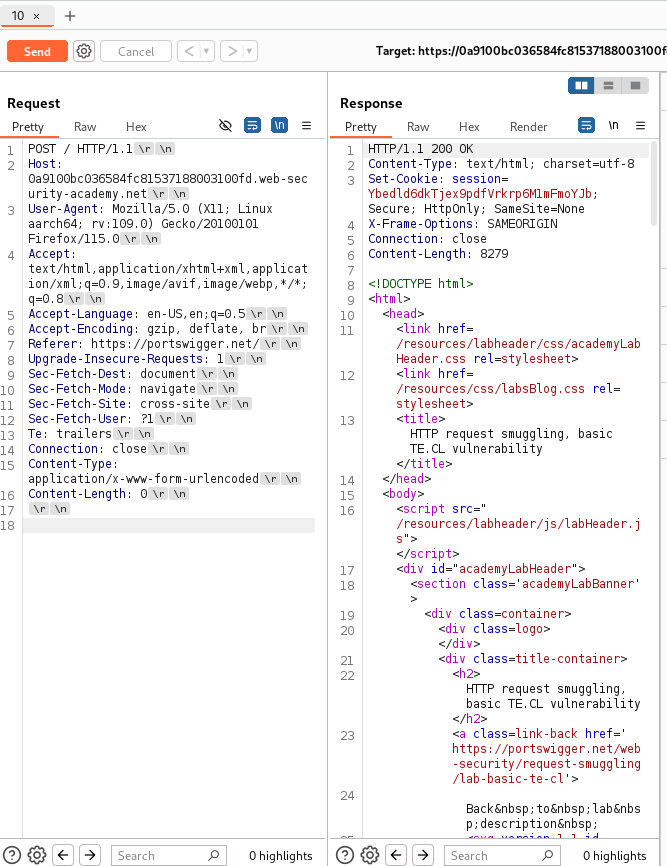 10 × +
Send Cancel < > Target: https://0a9100bc036584fc81537188003100f
Request
Pretty Raw Hex \n
1 POST / HTTP/1.1 \r \n
2 Host:
0a9100bc036584fc81537188003100fd.web-sec
urity-academy.net \r \n
3 User-Agent: Mozilla/5.0 (X11; Linux
aarch64; rv:109.0) Gecko/20100101
Firefox/115.0 \r \n
4 Accept:
text/html,application/xhtml+xml,applicat
ion/xml;q=0.9,image/avif,image/webp,*/*;
q=0.8 \r \n
5 Accept-Language: en-US,en;q=0.5 \r \n
6 Accept-Encoding: gzip, deflate, br \r \n
7 Referer: https://portswigger.net/ \r \n
8 Upgrade-Insecure-Requests: 1 \r \n
9 Sec-Fetch-Dest: document \r \n
10 Sec-Fetch-Mode: navigate \r \n
11 Sec-Fetch-Site: cross-site \r \n
12 Sec-Fetch-User: ?1 \r \n
13 Te: trailers \r \n
14 Connection: close \r \n
15 Content-Type:
application/x-www-form-urlencoded \r \n
16 Content-Length: 0 \r \n
17 \r \n
18
Search 0 highlights
Response
Pretty Raw Hex Render \n
1 HTTP/1.1 200 OK
2 Content-Type: text/html; charset=utf-8
3 Set-Cookie: session=
Ybedld6dkTjex9pdfVrkrp6M1mFmoYJb;
Secure; HttpOnly; SameSite=None
4 X-Frame-Options: SAMEORIGIN
5 Connection: close
6 Content-Length: 8279
7
8 <!DOCTYPE html>
9 <html>
10 <head>
11 <link href=
/resources/labheader/css/academyLab
Header.css rel=stylesheet>
12 <link href=
/resources/css/labsBlog.css rel=
stylesheet>
13 <title>
HTTP request smuggling, basic
TE.CL vulnerability
</title>
14 </head>
15 <body>
16 <script src="
/resources/labheader/js/labHeader.j
s">
</script>
17 <div id="academyLabHeader">
18 <section class='academyLabBanner'
>
19 <div class=container>
20 <div class=logo>
</div>
21 <div class=title-container>
22 <h2>
HTTP request smuggling,
basic TE.CL vulnerability
</h2>
23 <a class=link-back href='
https://portswigger.net/web
-security/request-smuggling
/lab-basic-te-cl'>
24
Back&nbsp;to&nbsp;lab&nbs
p;description&nbsp;
Search 0 highlights